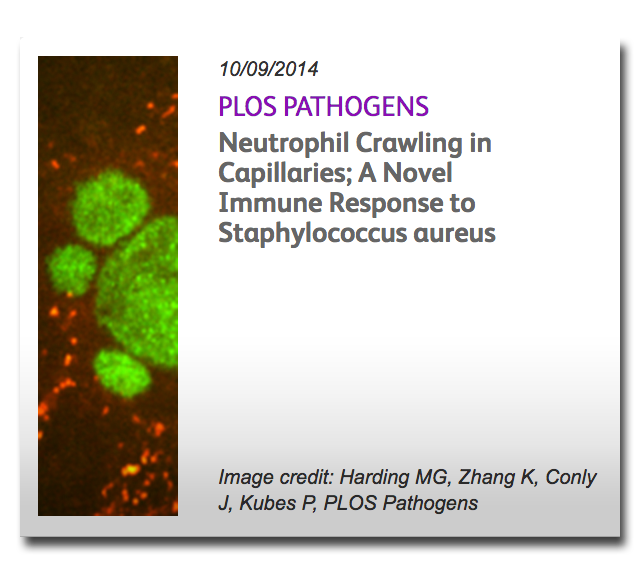 10/09/2014
PLOS PATHOGENS
Neutrophil Crawling in
Capillaries; A Novel
Immune Response to
Staphylococcus aureus
Image credit: Harding MG, Zhang K, Conly
J, Kubes P, PLOS Pathogens